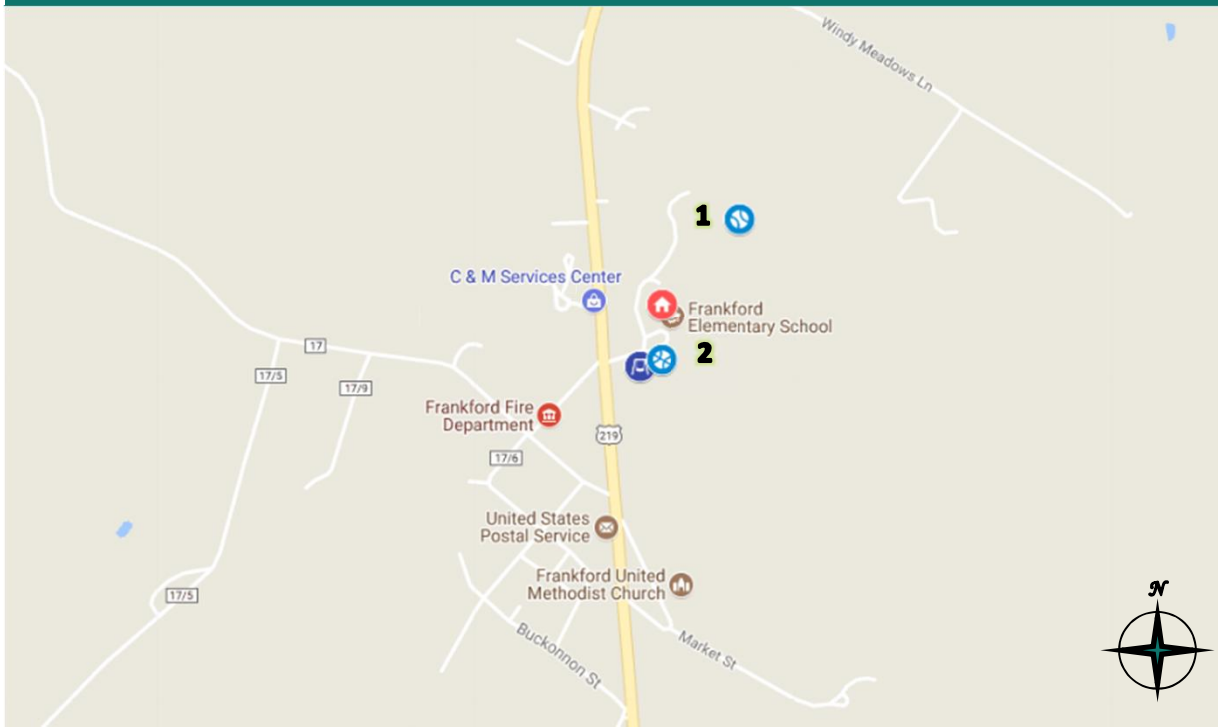 Windy Meadows Ln
1
C & M Services Center
Frankford
Elementary School
17
2
17/5
17/9
Frankford Fire
Department
219
17/6
United States
Postal Service
Frankford United
Methodist Church
17/5
N
Buckonnon St
Market St